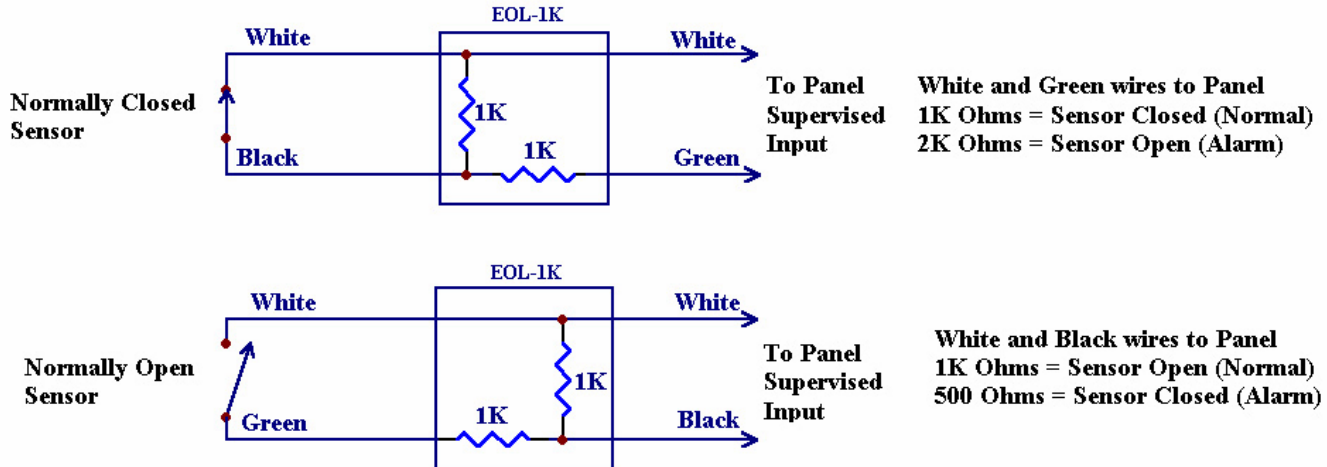 EOL-1K
White
White
Normally Closed
Sensor
1K
1K
Black
Green
To Panel
Supervised
Input
White and Green wires to Panel
1K Ohms = Sensor Closed (Normal)
2K Ohms = Sensor Open (Alarm)
EOL-1K
White
White
Normally Open
Sensor
1K
1K
Green
Black
To Panel
Supervised
Input
White and Black wires to Panel
1K Ohms = Sensor Open (Normal)
500 Ohms = Sensor Closed (Alarm)